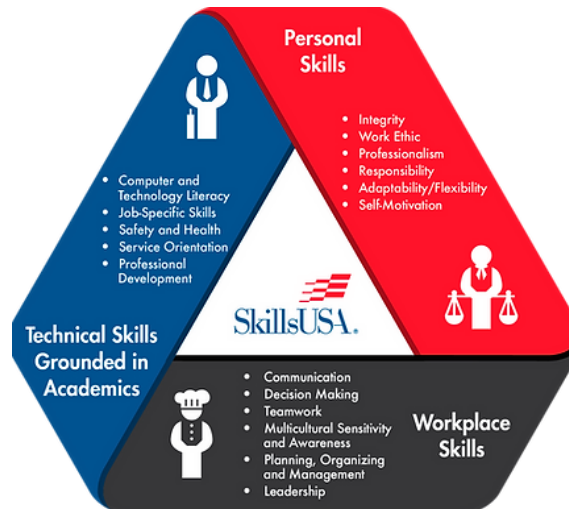 Personal
Skills
• Integrity
• Work Ethic
• Professionalism
• Responsibility
• Adaptability/Flexibility
• Self-Motivation
• Computer and
Technology Literacy
• Job-Specific Skills
• Safety and Health
• Service Orientation
• Professional
Development
Technical Skills
Grounded in
Academics
SkillsUSA®
• Communication
• Decision Making
• Teamwork
• Multicultural Sensitivity
and Awareness
• Planning, Organizing
and Management
• Leadership
Workplace
Skills